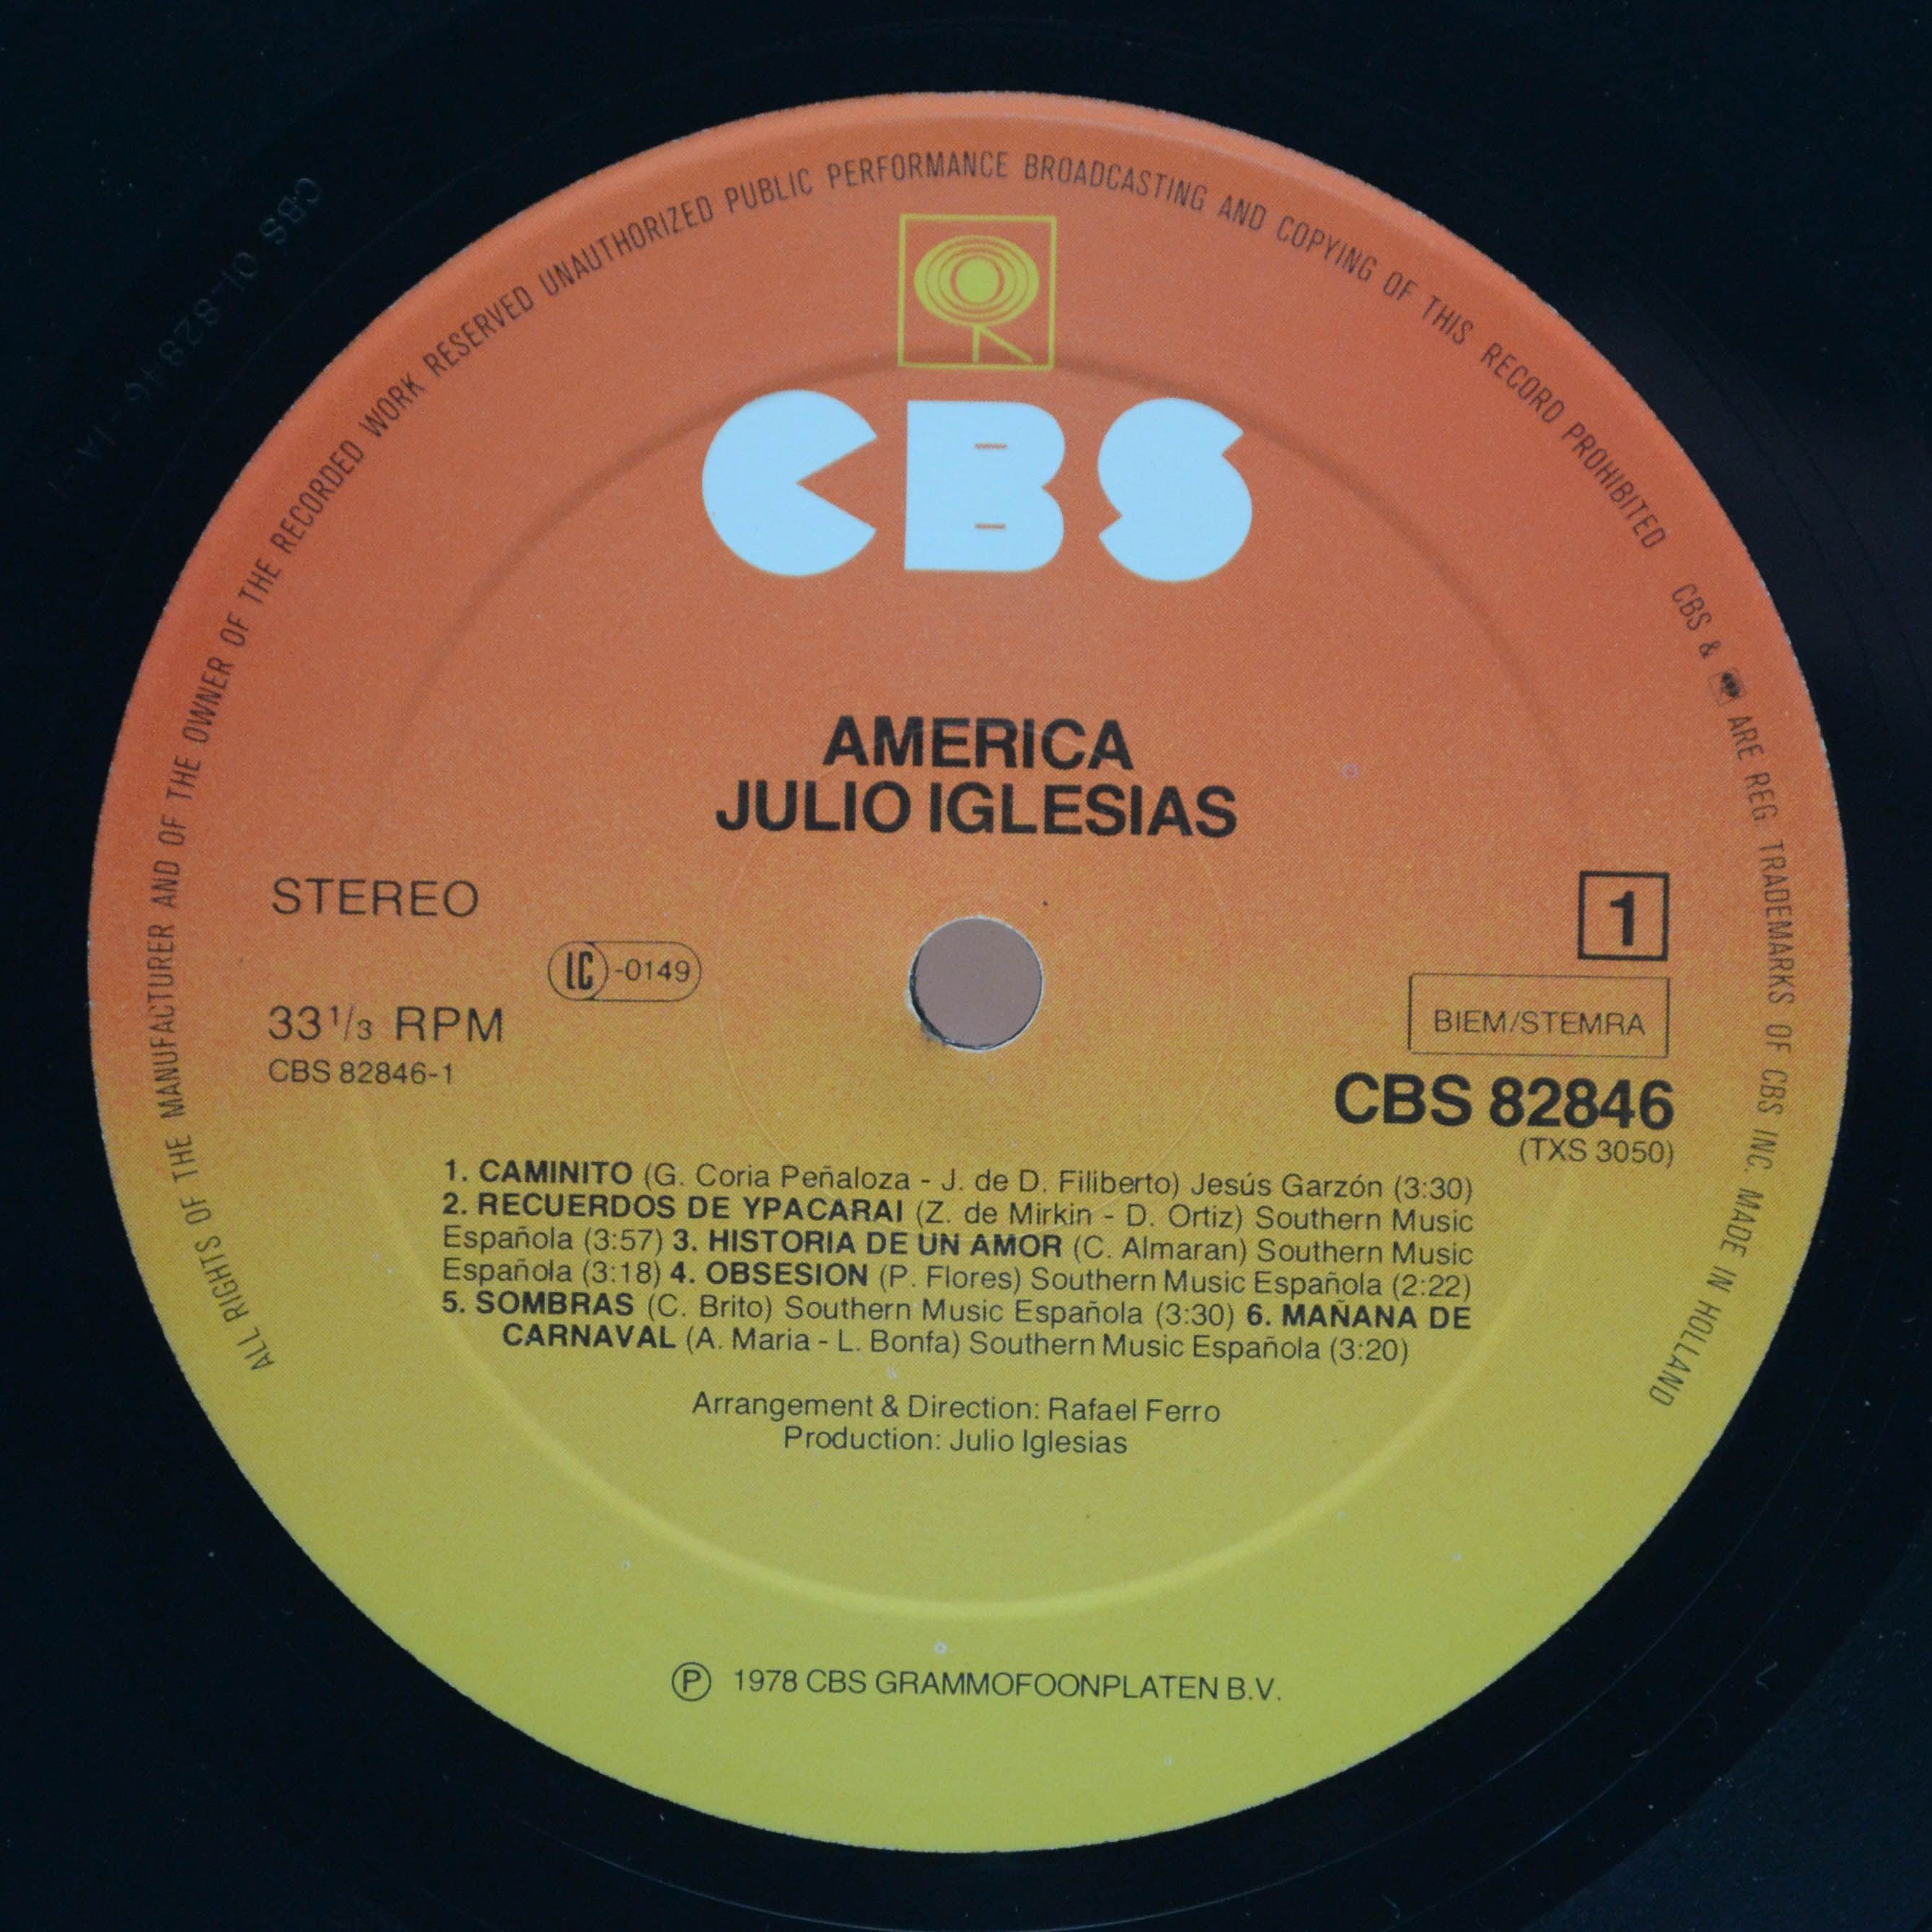 ALL RIGHTS OF THE MANUFACTURER AND OF THE OWNER OF THE RECORDED WORK RESERVED UNAUTHORIZED PUBLIC PERFORMANCE BROADCASTING AND COPYING OF THIS RECORD PROHIBITED CBS & ARE REG. TRADEMARKS OF CBS INC. MADE IN HOLLAND
CBS
AMERICA
JULIO IGLESIAS
STEREO
1
LC -0149
33 1/3 RPM
BIEM/STEMRA
CBS 82846-1
CBS 82846
(TXS 3050)
1. CAMINITO (G. Coria Peñaloza - J. de D. Filiberto) Jesús Garzón (3:30)
2. RECUERDOS DE YPACARAI (Z. de Mirkin - D. Ortiz) Southern Music
Española (3:57) 3. HISTORIA DE UN AMOR (C. Almaran) Southern Music
Española (3:18) 4. OBSESION (P. Flores) Southern Music Española (2:22)
5. SOMBRAS (C. Brito) Southern Music Española (3:30) 6. MAÑANA DE
CARNAVAL (A. Maria - L. Bonfa) Southern Music Española (3:20)
Arrangement & Direction: Rafael Ferro
Production: Julio Iglesias
℗ 1978 CBS GRAMMOFOONPLATEN B.V.